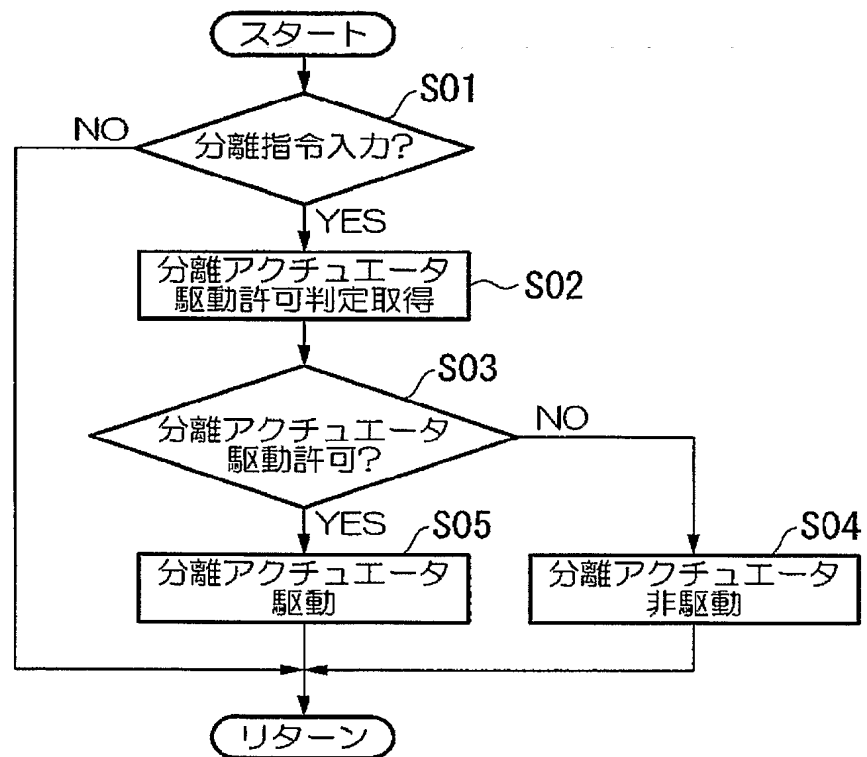 スタート
S01
NO
分離指令入力?
YES
分離アクチュエータ
駆動許可判定取得
S02
S03
分離アクチュエータ
駆動許可?
NO
YES
S05
S04
分離アクチュエータ
駆動
分離アクチュエータ
非駆動
リターン